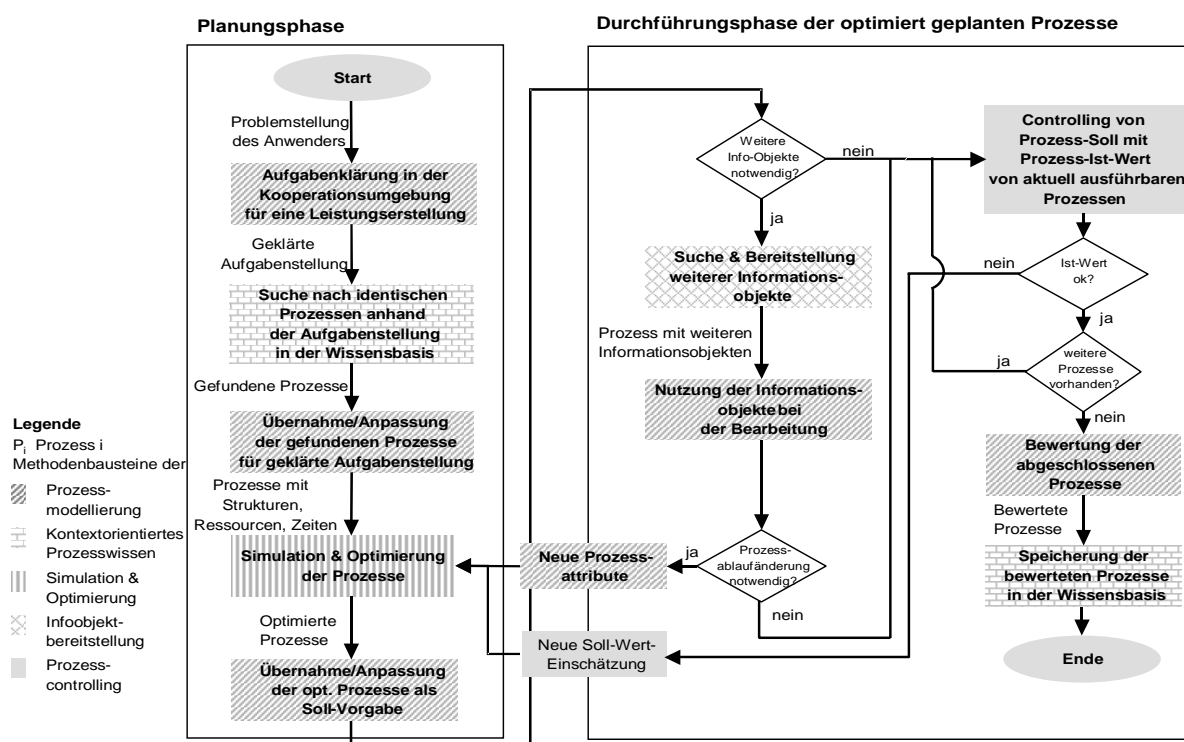 Planungsphase
Start
Problemstellung
des Anwenders
Aufgabenklärung in der
Kooperationsumgebung
für eine Leistungserstellung
Geklärte
Aufgabenstellung
Suche nach identischen
Prozessen anhand
der Aufgabenstellung
in der Wissensbasis
Gefundene Prozesse
Übernahme/Anpassung
der gefundenen Prozesse
für geklärte Aufgabenstellung
Prozesse mit
Strukturen,
Ressourcen, Zeiten
Simulation & Optimierung
der Prozesse
Optimierte
Prozesse
Übernahme/Anpassung
der opt. Prozesse als
Soll-Vorgabe
Durchführungsphase der optimiert geplanten Prozesse
Weitere
Info-Objekte
notwendig?
nein
ja
Suche & Bereitstellung
weiterer Informations-
objekte
Prozess mit weiteren
Informationsobjekten
Nutzung der Informations-
objekte bei
der Bearbeitung
Prozess-
ablaufänderung
notwendig?
ja
nein
Neue Prozess-
attribute
Neue Soll-Wert-
Einschätzung
Controlling von
Prozess-Soll mit
Prozess-Ist-Wert
von aktuell ausführbaren
Prozessen
Ist-Wert
ok?
nein
ja
weitere
Prozesse
vorhanden?
ja
nein
Bewertung der
abgeschlossenen
Prozesse
Bewertete
Prozesse
Speicherung der
bewerteten Prozesse
in der Wissensbasis
Ende
Legende
Pi Prozess i
Methodenbausteine der
Prozess-
modellierung
Kontextorientiertes
Prozesswissen
Simulation &
Optimierung
Infoobjekt-
bereitstellung
Prozess-
controlling